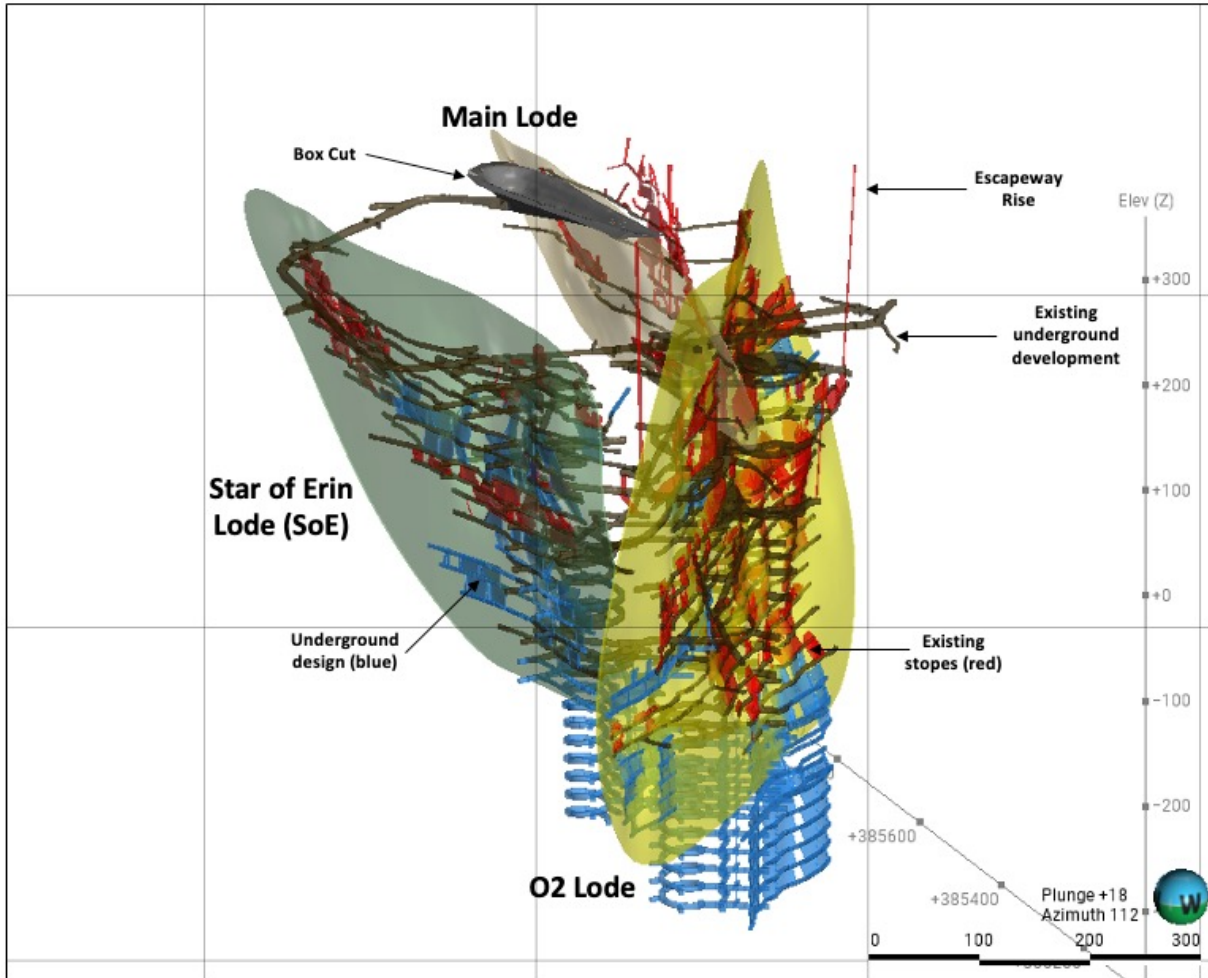 Main Lode
Box Cut
Escapeway
Rise
Elev (Z)
+300
Existing
underground
development
+200
+100
Star of Erin
Lode (SoE)
+0
Underground
design (blue)
Existing
stopes (red)
−100
−200
+385600
O2 Lode
+385400
Plunge +18
Azimuth 112
W
0 100 200 300